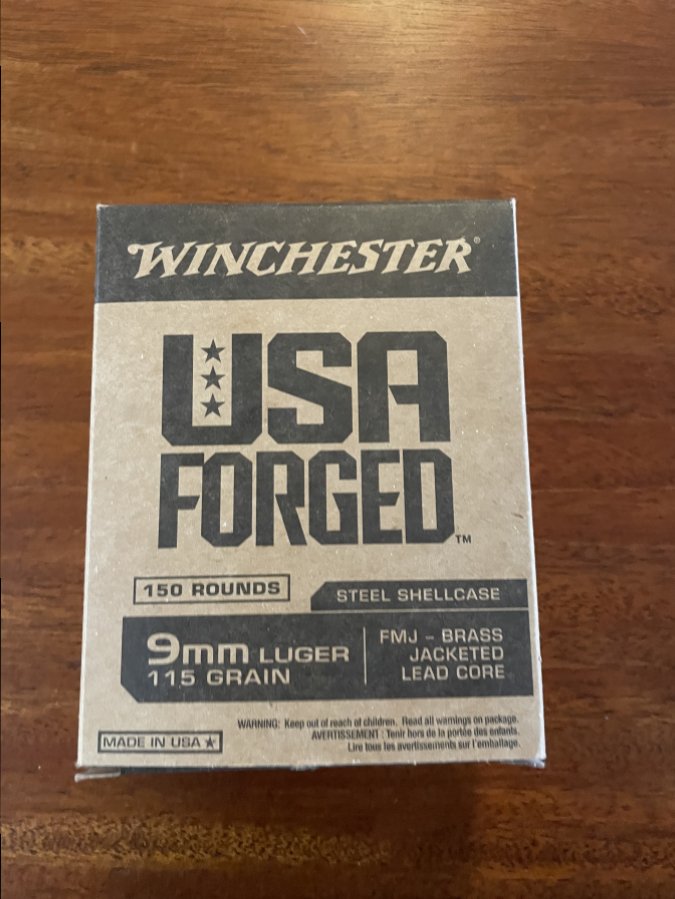 WINCHESTER®
USA
FORGED™
150 ROUNDS
STEEL SHELLCASE
9mm LUGER
115 GRAIN
FMJ – BRASS
JACKETED
LEAD CORE
WARNING: Keep out of reach of children. Read all warnings on package.
AVERTISSEMENT : Tenir hors de la portée des enfants.
Lire tous les avertissements sur l'emballage.
MADE IN USA